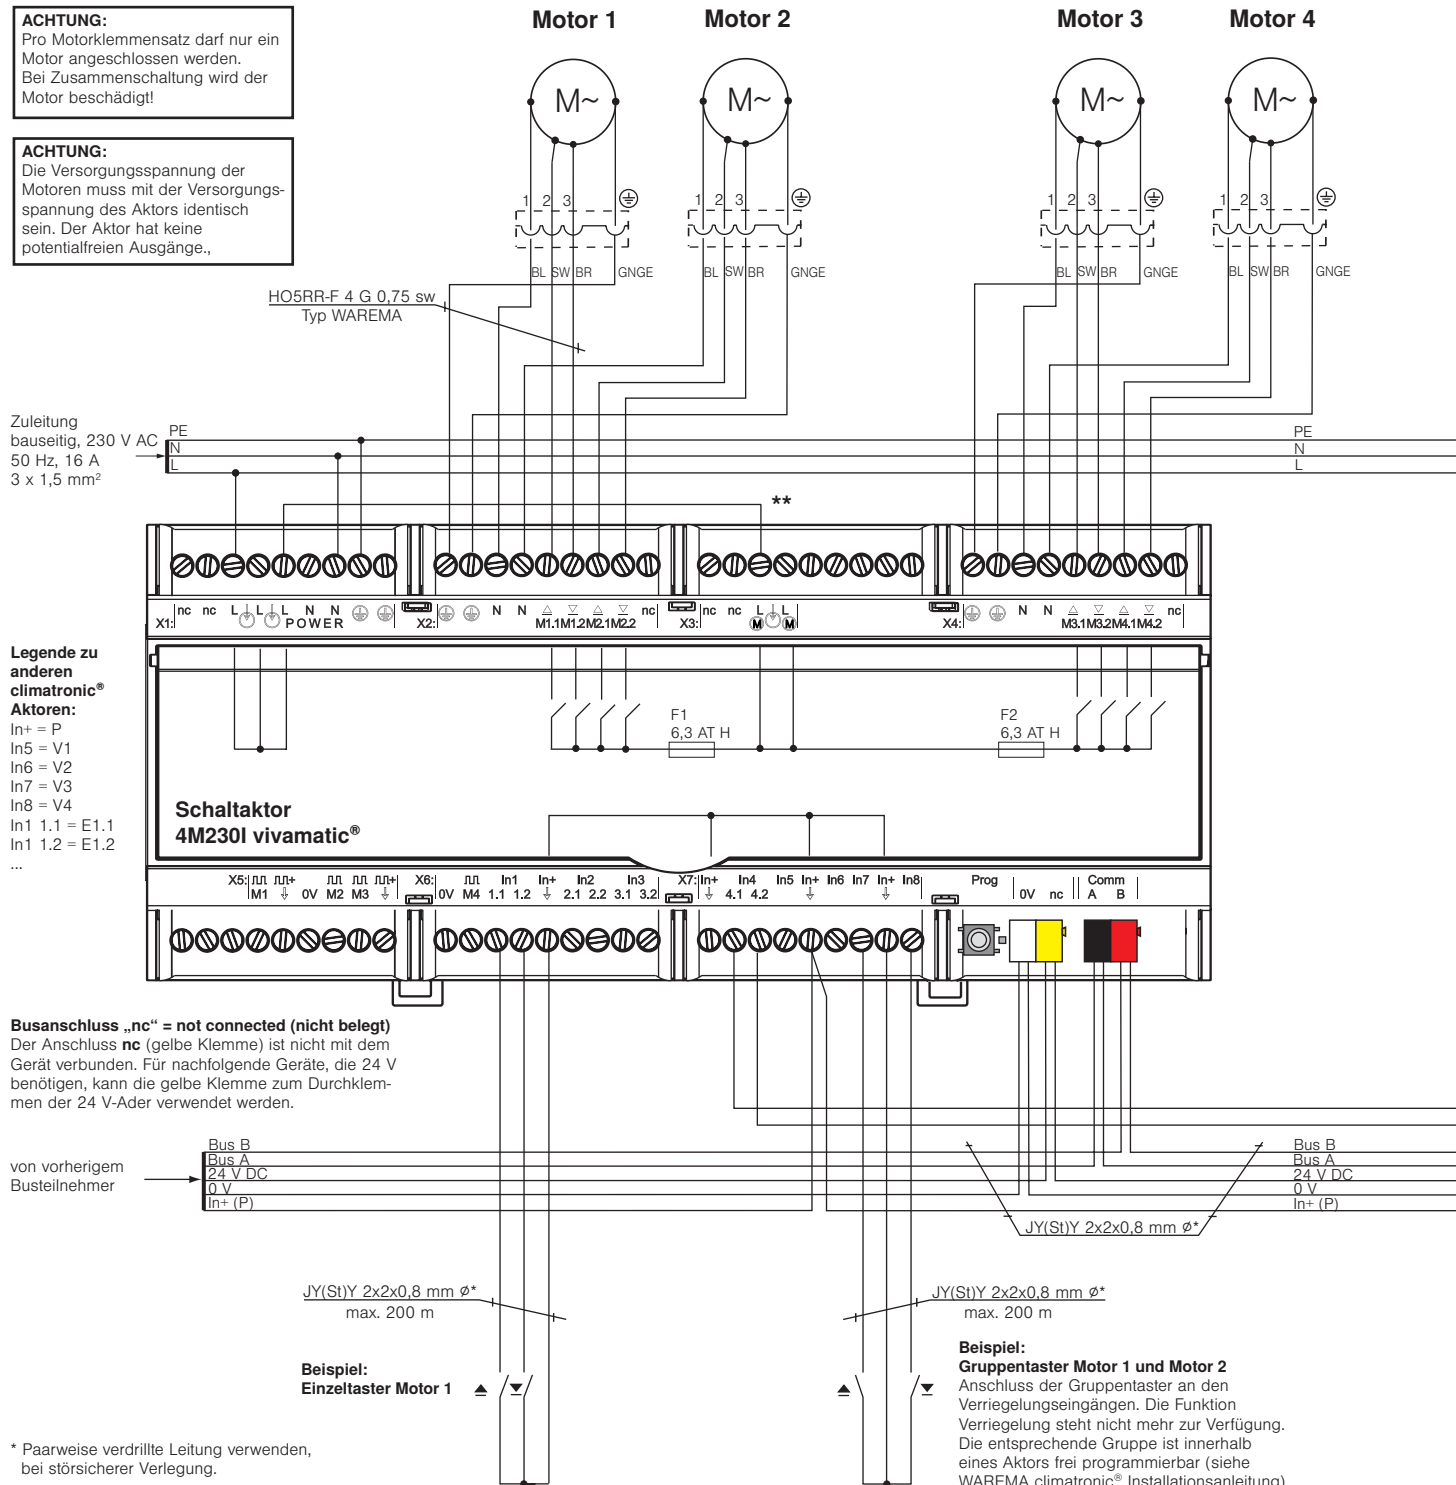 ACHTUNG:
Pro Motorklemmensatz darf nur ein
Motor angeschlossen werden.
Bei Zusammenschaltung wird der
Motor beschädigt!
ACHTUNG:
Die Versorgungsspannung der
Motoren muss mit der Versorgungs-
spannung des Aktors identisch
sein. Der Aktor hat keine
potentialfreien Ausgänge.,
Motor 1 Motor 2 Motor 3 Motor 4
M~ M~ M~ M~
1 2 3 1 2 3 1 2 3 1 2 3
BL SW BR GNGE BL SW BR GNGE BL SW BR GNGE BL SW BR GNGE
HO5RR-F 4 G 0,75 sw
Typ WAREMA
Zuleitung
bauseitig, 230 V AC
50 Hz, 16 A
3 x 1,5 mm²
PE
N
L
PE
N
L
**
X1: nc nc L L L N N
POWER
X2: N N M1.1 M1.2 M2.1 M2.2 nc
X3: nc nc L L
M M
X4: N N M3.1 M3.2 M4.1 M4.2 nc
Legende zu
anderen
climatronic®
Aktoren:
In+ = P
In5 = V1
In6 = V2
In7 = V3
In8 = V4
In1 1.1 = E1.1
In1 1.2 = E1.2
...
F1
6,3 AT H
F2
6,3 AT H
Schaltaktor
4M230I vivamatic®
X5: + +
M1 0V M2 M3
X6: In1 In+ In2 In3
0V M4 1.1 1.2 2.1 2.2 3.1 3.2
X7: In+ In4 In5 In+ In6 In7 In+ In8
4.1 4.2
Prog 0V nc
Comm
A B
Busanschluss „nc“ = not connected (nicht belegt)
Der Anschluss nc (gelbe Klemme) ist nicht mit dem
Gerät verbunden. Für nachfolgende Geräte, die 24 V
benötigen, kann die gelbe Klemme zum Durchklem-
men der 24 V-Ader verwendet werden.
von vorherigem
Busteilnehmer
Bus B
Bus A
24 V DC
0 V
In+ (P)
Bus B
Bus A
24 V DC
0 V
In+ (P)
JY(St)Y 2x2x0,8 mm ø*
JY(St)Y 2x2x0,8 mm ø*
max. 200 m
JY(St)Y 2x2x0,8 mm ø*
max. 200 m
Beispiel:
Einzeltaster Motor 1
Beispiel:
Gruppentaster Motor 1 und Motor 2
Anschluss der Gruppentaster an den
Verriegelungseingängen. Die Funktion
Verriegelung steht nicht mehr zur Verfügung.
Die entsprechende Gruppe ist innerhalb
eines Aktors frei programmierbar (siehe
WAREMA climatronic® Installationsanleitung)
* Paarweise verdrillte Leitung verwenden,
bei störsicherer Verlegung.